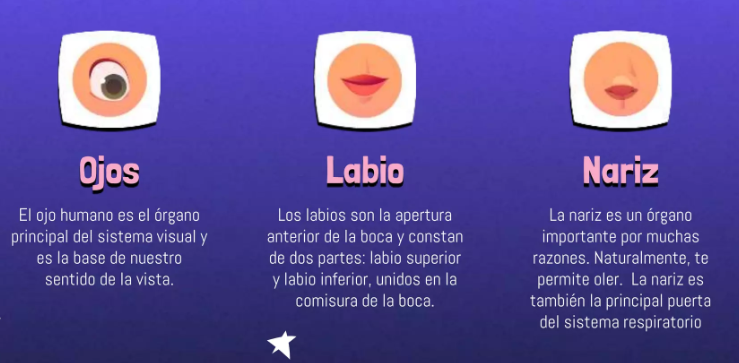 Ojos
El ojo humano es el órgano
principal del sistema visual y
es la base de nuestro
sentido de la vista.
Labio
Los labios son la apertura
anterior de la boca y constan
de dos partes: labio superior
y labio inferior, unidos en la
comisura de la boca.
Nariz
La nariz es un órgano
importante por muchas
razones. Naturalmente, te
permite oler. La nariz es
también la principal puerta
del sistema respiratorio